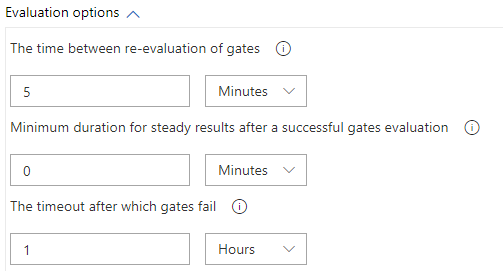 Evaluation options
The time between re-evaluation of gates
5 Minutes
Minimum duration for steady results after a successful gates evaluation
0 Minutes
The timeout after which gates fail
1 Hours